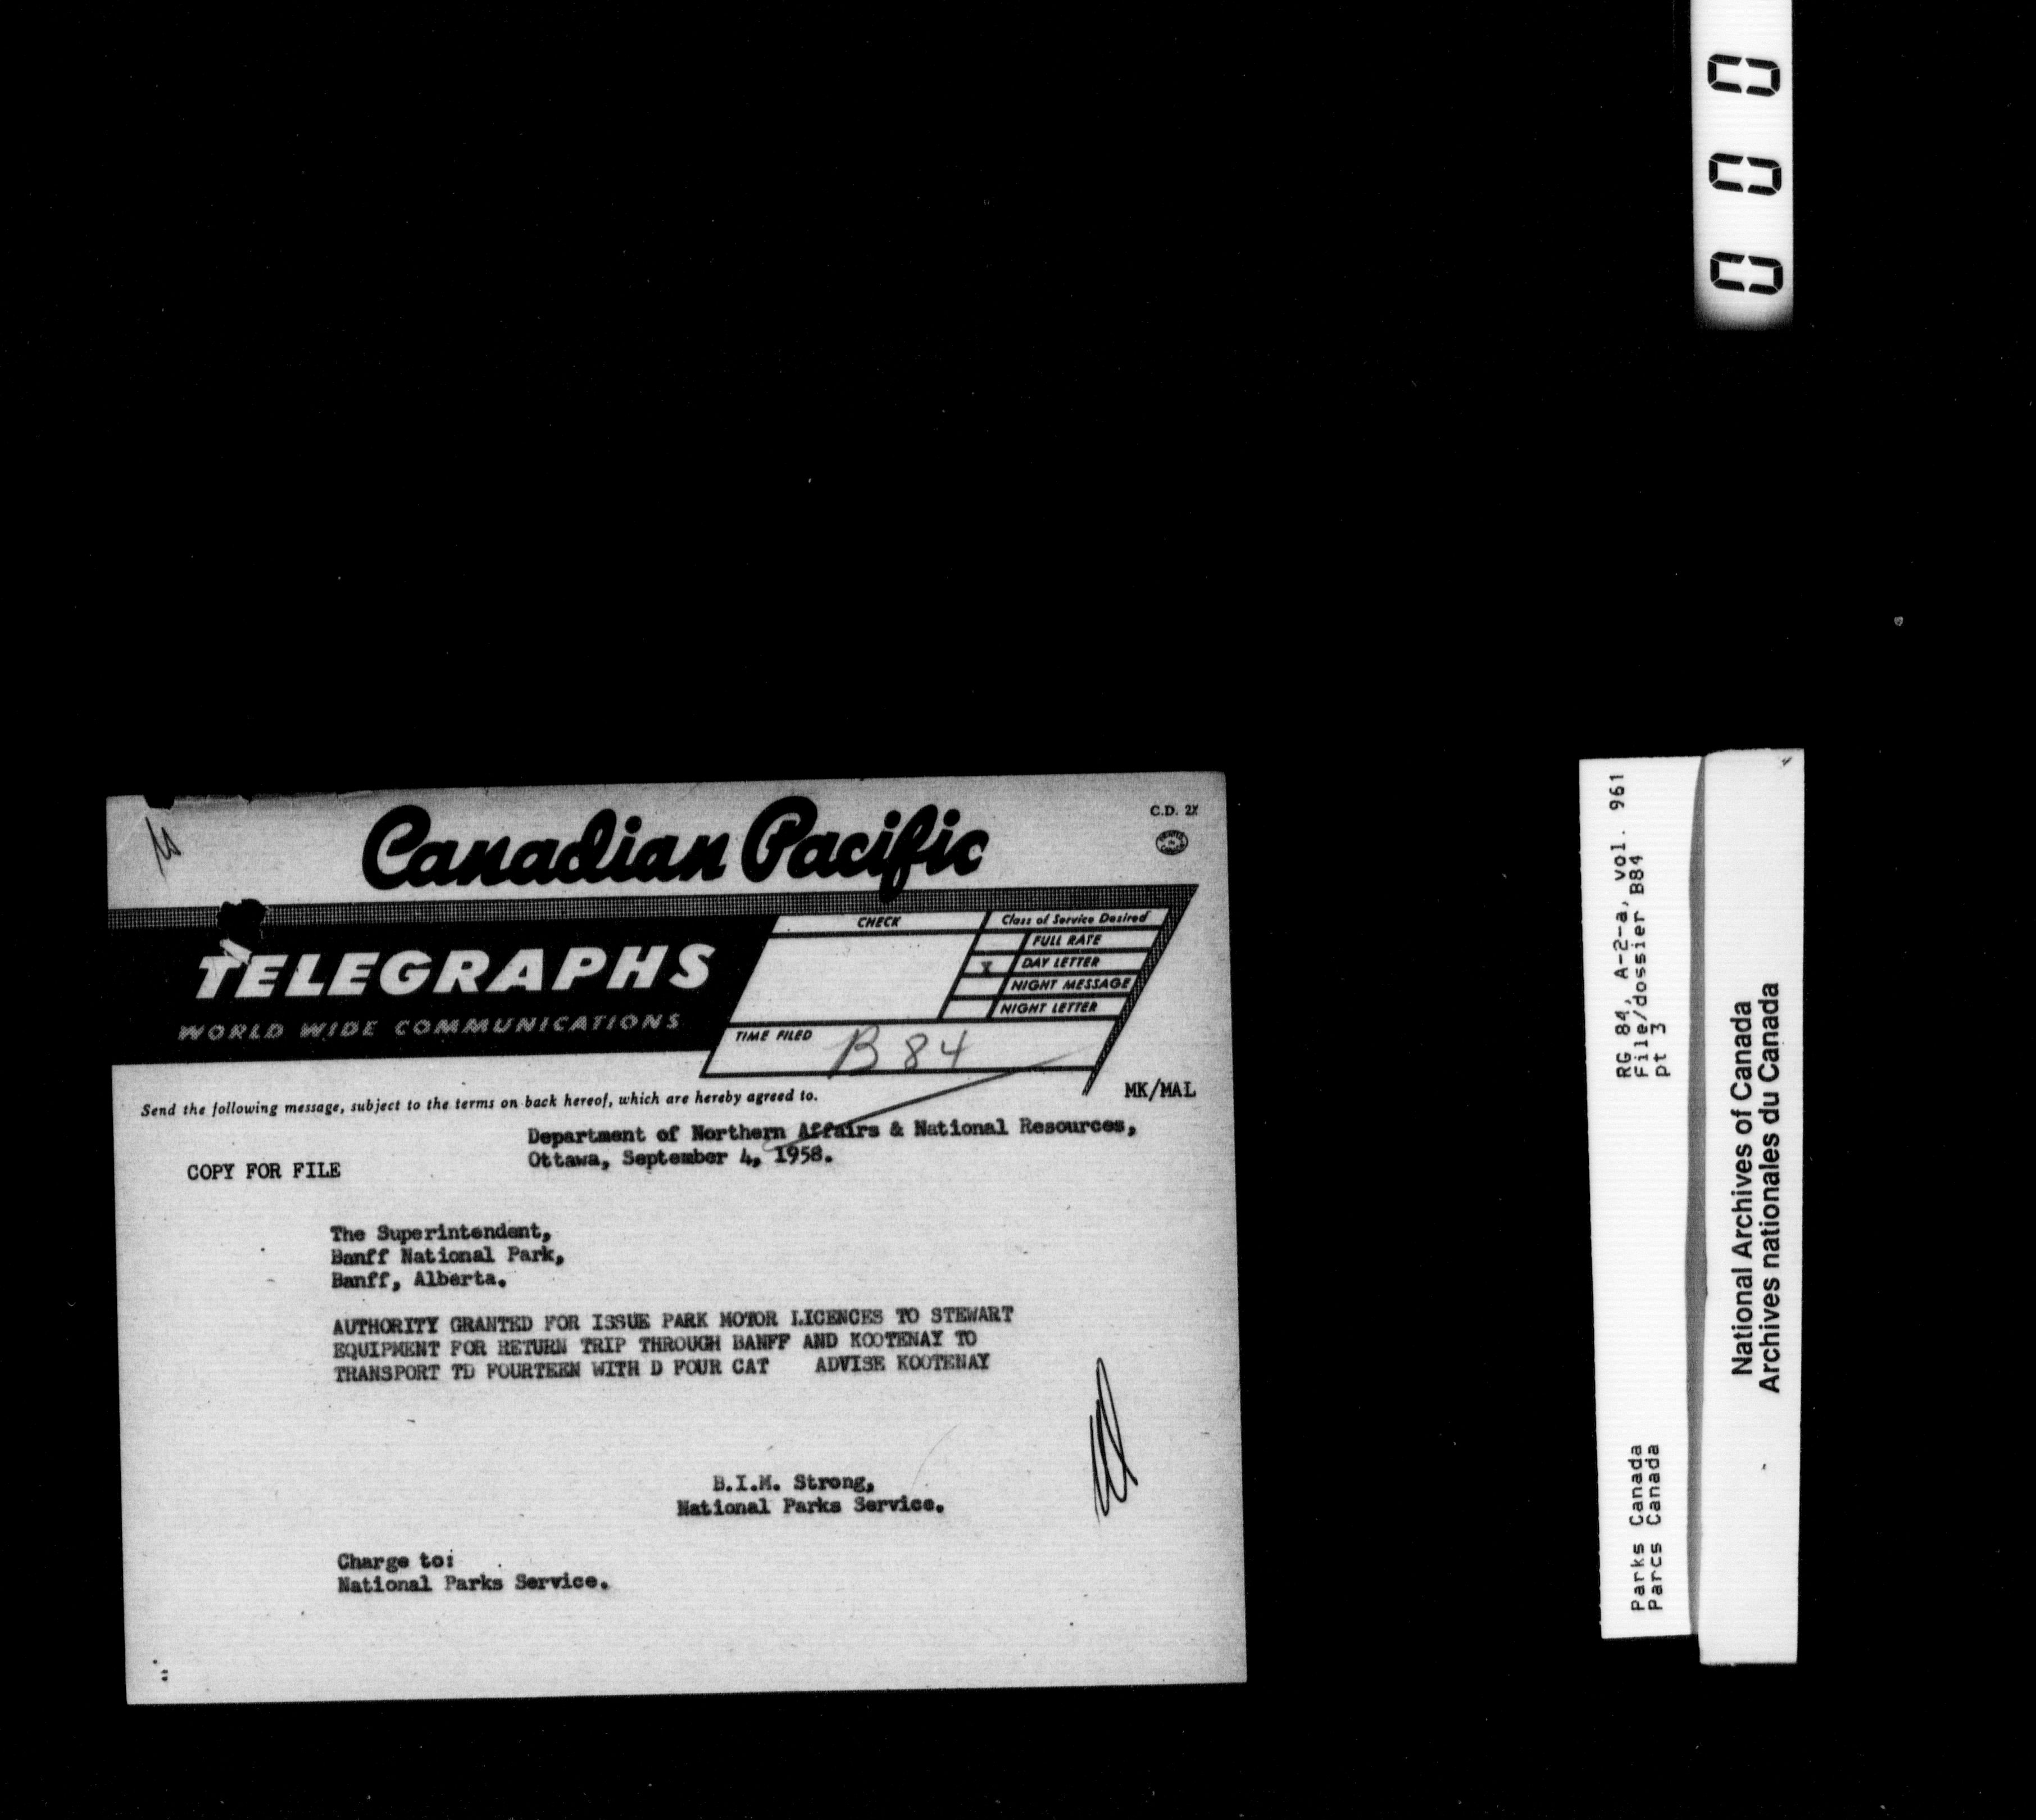 000
Canadian Pacific
C.D. 2X
TELEGRAPHS
WORLD WIDE COMMUNICATIONS
CHECK
Class of Service Desired
FULL RATE
X DAY LETTER
NIGHT MESSAGE
NIGHT LETTER
TIME FILED B 84
Send the following message, subject to the terms on back hereof, which are hereby agreed to.
MK/MAL
Department of Northern Affairs & National Resources,
Ottawa, September 4, 1958.
COPY FOR FILE
The Superintendent,
Banff National Park,
Banff, Alberta.
AUTHORITY GRANTED FOR ISSUE PARK MOTOR LICENCES TO STEWART
EQUIPMENT FOR RETURN TRIP THROUGH BANFF AND KOOTENAY TO
TRANSPORT TD FOURTEEN WITH D FOUR CAT ADVISE KOOTENAY
B.I.M. Strong,
National Parks Service.
Charge to:
National Parks Service.
RG 84, A-2-a, vol. 961
File/dossier B84
pt 3
Parks Canada
Parcs Canada
National Archives of Canada
Archives nationales du Canada